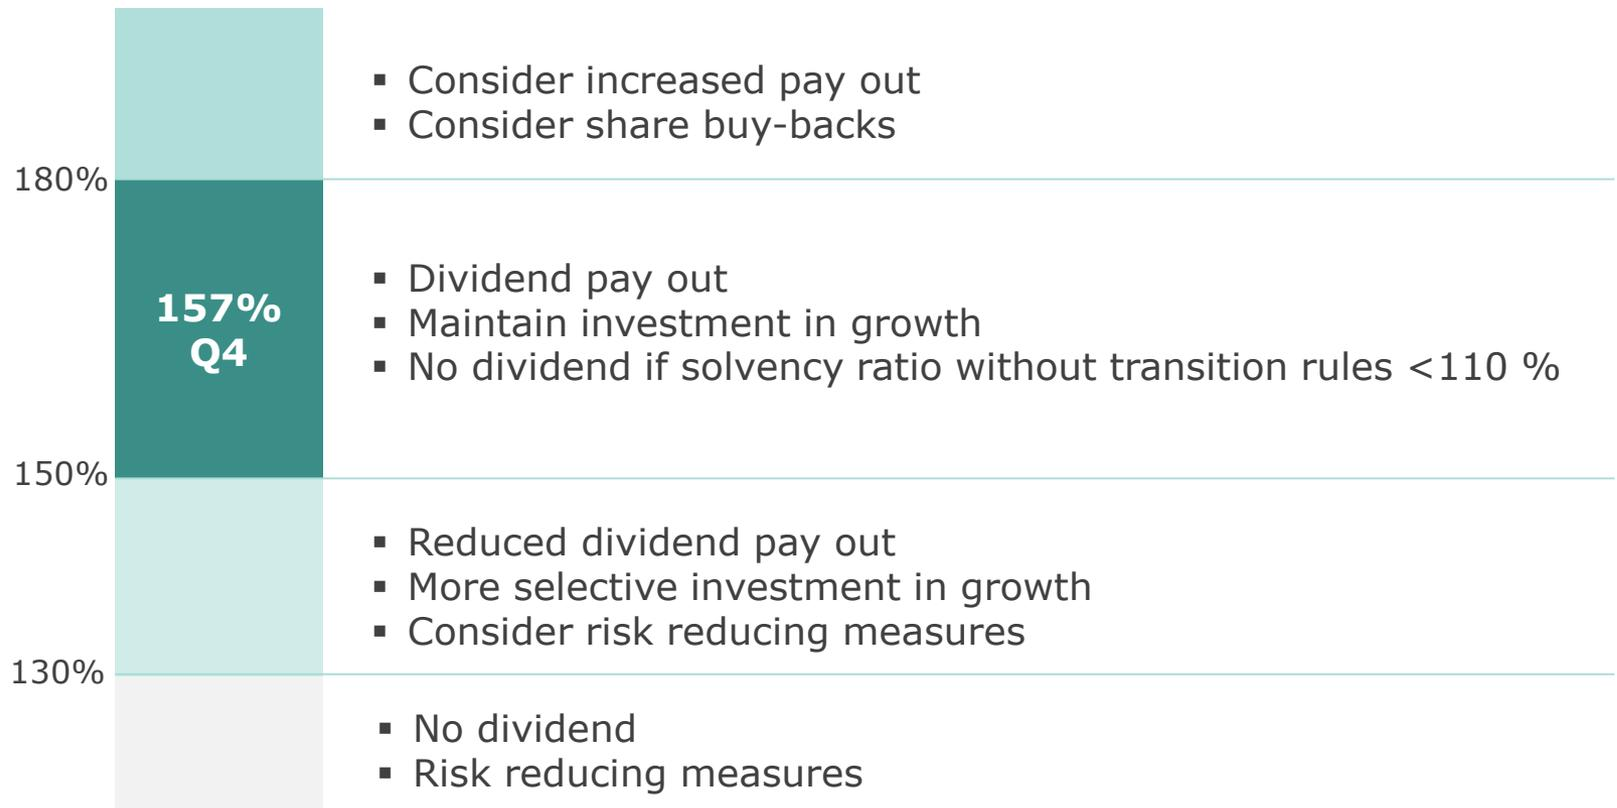 ▪ Consider increased pay out
▪ Consider share buy-backs
180%
▪ Dividend pay out
157%
Q4
▪ Maintain investment in growth
▪ No dividend if solvency ratio without transition rules <110 %
150%
▪ Reduced dividend pay out
▪ More selective investment in growth
▪ Consider risk reducing measures
130%
▪ No dividend
▪ Risk reducing measures